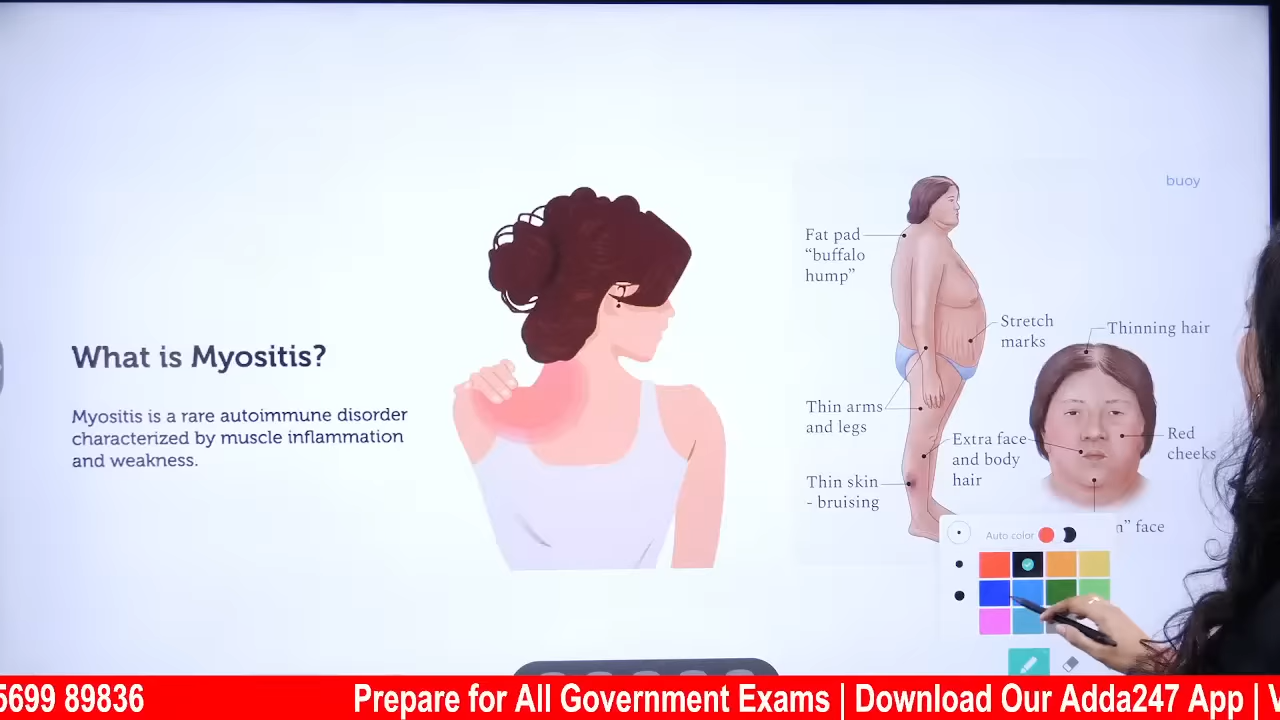 buoy
Fat pad
“buffalo
hump”
Stretch
marks
Thinning hair
What is Myositis?
Myositis is a rare autoimmune disorder
characterized by muscle inflammation
and weakness.
Thin arms
and legs
Extra face
and body
hair
Red
cheeks
Thin skin
- bruising
face
Auto color
5699 89836 Prepare for All Government Exams | Download Our Adda247 App |